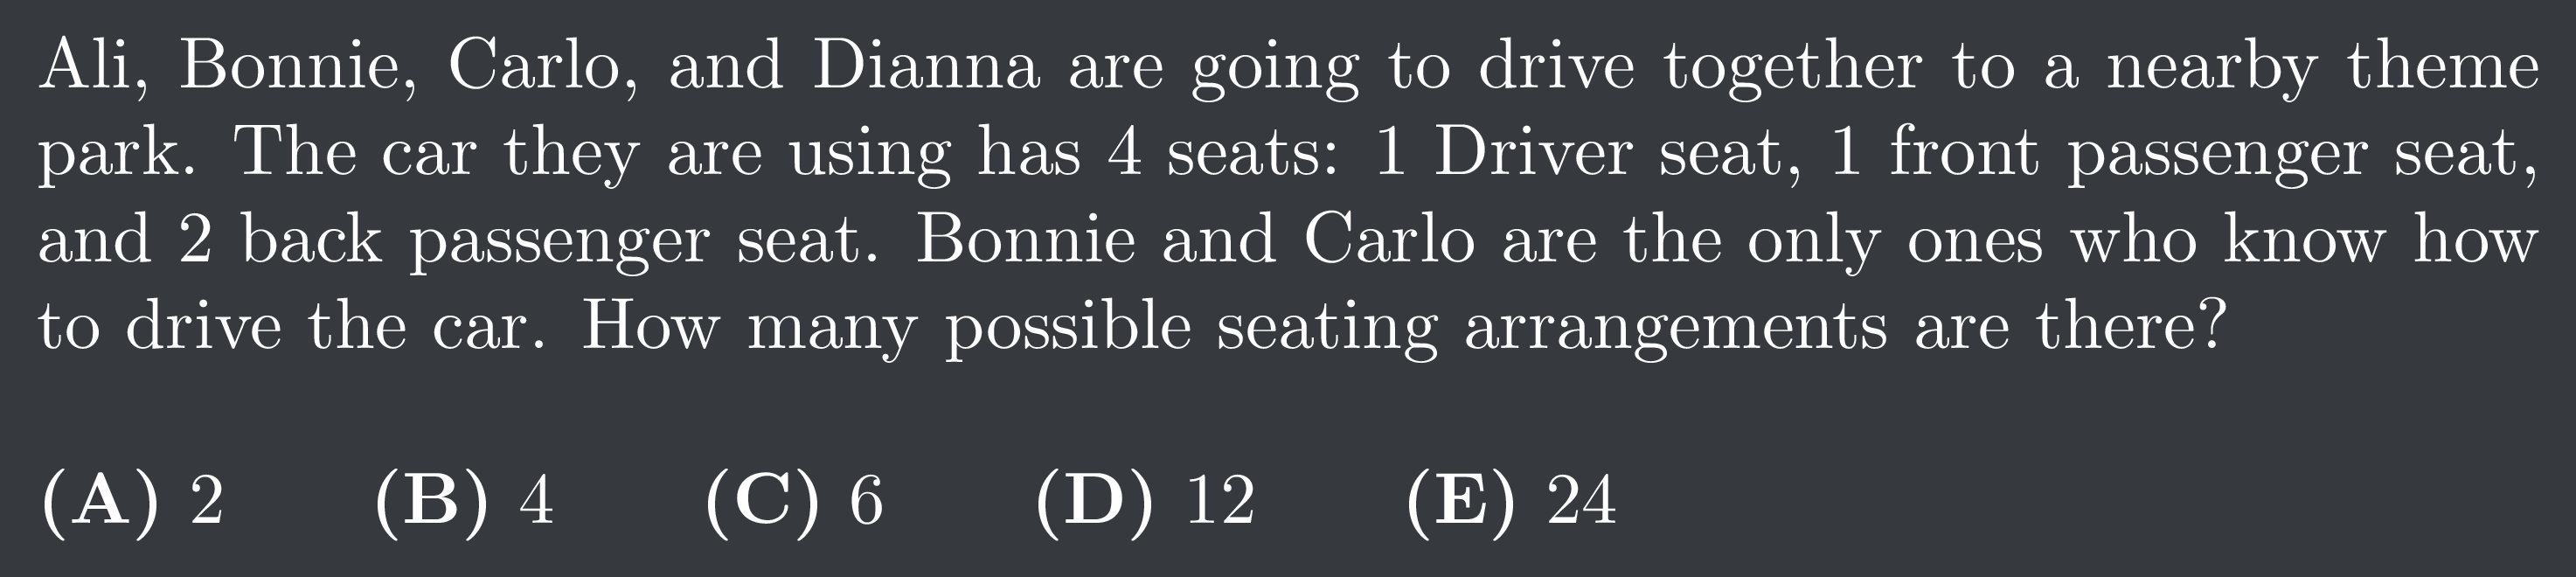 Ali, Bonnie, Carlo, and Dianna are going to drive together to a nearby theme
park. The car they are using has 4 seats: 1 Driver seat, 1 front passenger seat,
and 2 back passenger seat. Bonnie and Carlo are the only ones who know how
to drive the car. How many possible seating arrangements are there?
(A) 2 (B) 4 (C) 6 (D) 12 (E) 24